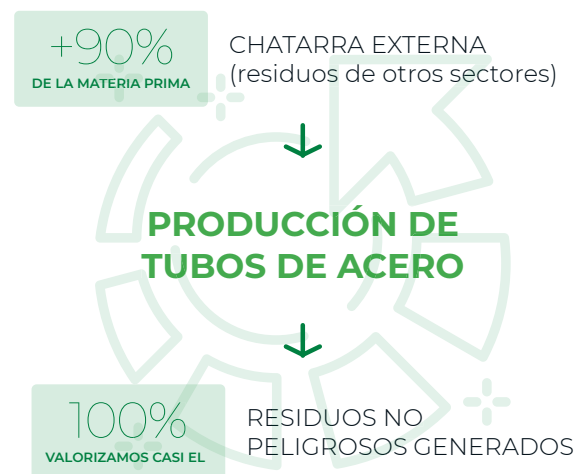 +90%
DE LA MATERIA PRIMA
CHATARRA EXTERNA
(residuos de otros sectores)
PRODUCCIÓN DE
TUBOS DE ACERO
100%
VALORIZAMOS CASI EL
RESIDUOS NO
PELIGROSOS GENERADOS